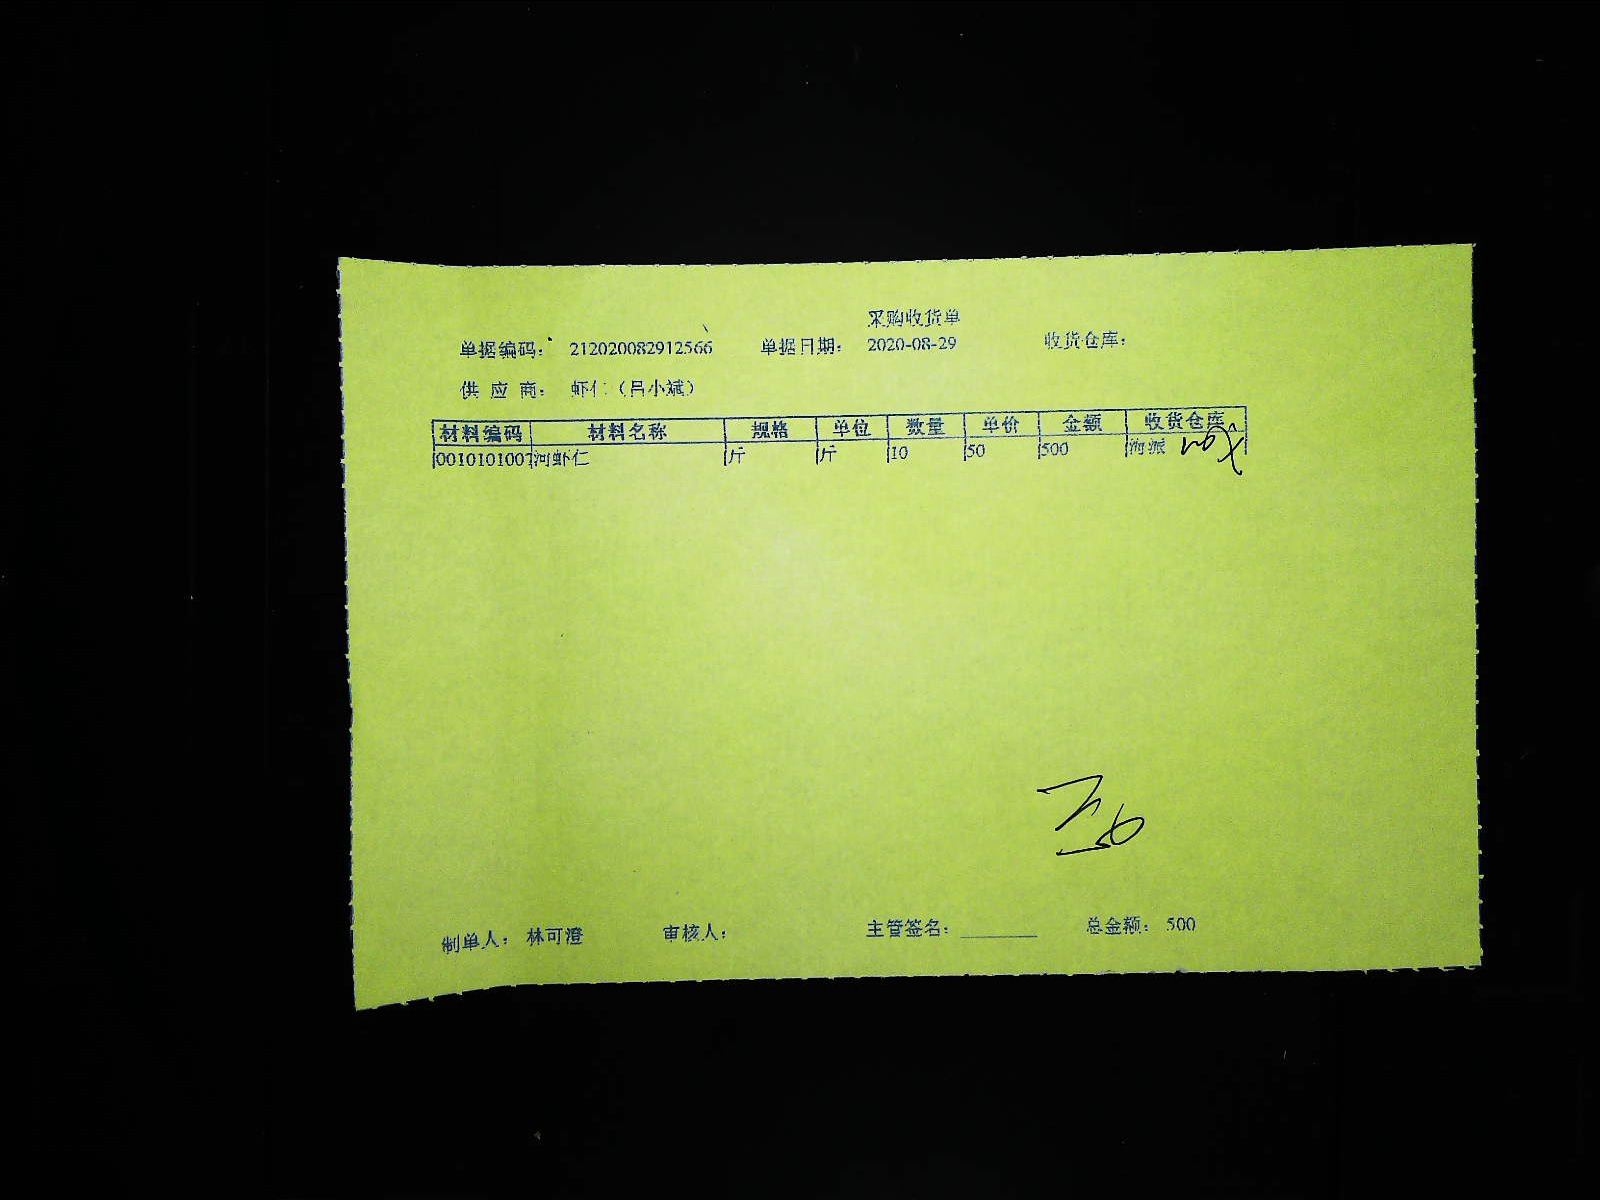 采购收货单
单据编码： 212020082912566 单据日期： 2020-08-29 收货仓库：
供 应 商： 虾仁（吕小斌）
材料编码 材料名称 规格 单位 数量 单价 金额 收货仓库
0010101007 河虾仁 斤 斤 10 50 500 海派
制单人： 林可澄 审核人： 主管签名： 总金额： 500